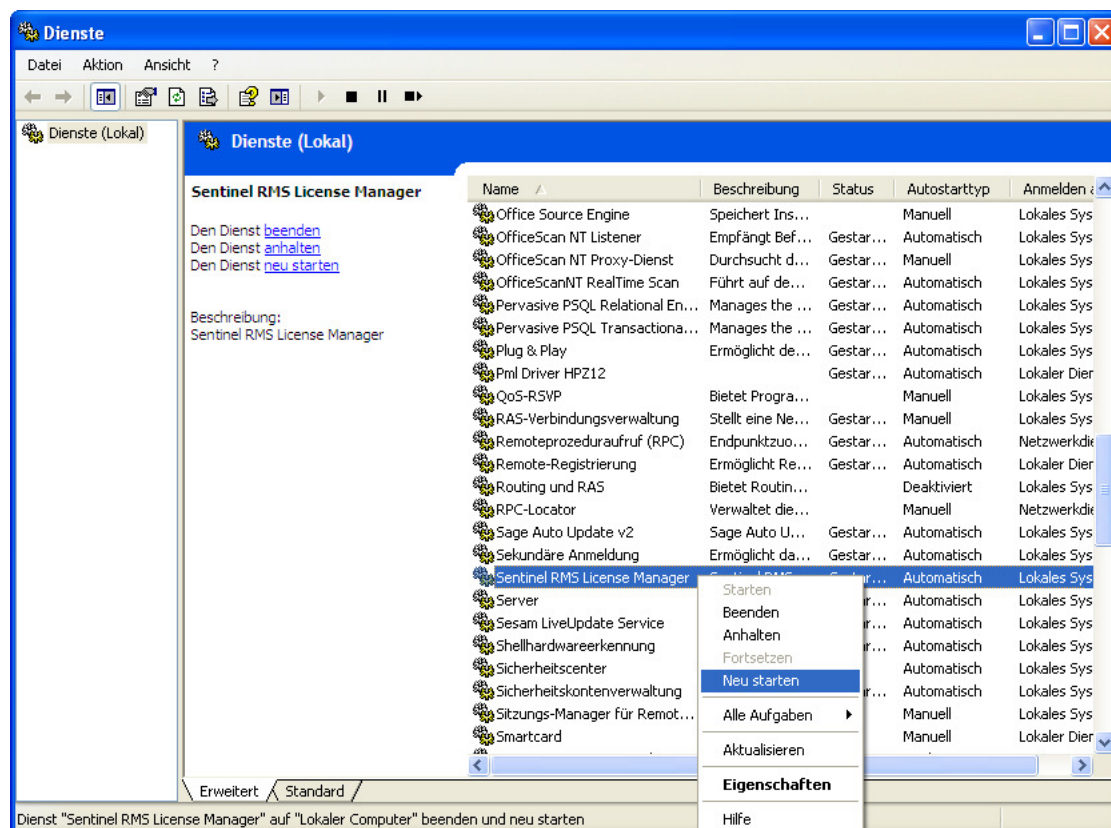 Dienste
Datei Aktion Ansicht ?
Dienste (Lokal)
Dienste (Lokal)
Sentinel RMS License Manager
Den Dienst beenden
Den Dienst anhalten
Den Dienst neu starten
Beschreibung:
Sentinel RMS License Manager
Name Beschreibung Status Autostarttyp Anmelden
Office Source Engine Speichert Ins... Manuell Lokales Sys
OfficeScan NT Listener Empfängt Bef... Gestar... Automatisch Lokales Sys
OfficeScan NT Proxy-Dienst Durchsucht d... Gestar... Manuell Lokales Sys
OfficeScanNT RealTime Scan Führt auf de... Gestar... Automatisch Lokales Sys
Pervasive PSQL Relational En... Manages the ... Gestar... Automatisch Lokales Sys
Pervasive PSQL Transactiona... Manages the ... Gestar... Automatisch Lokales Sys
Plug & Play Ermöglicht de... Gestar... Automatisch Lokales Sys
Pml Driver HPZ12 Gestar... Automatisch Lokaler Dier
QoS-RSVP Bietet Progra... Manuell Lokales Sys
RAS-Verbindungsverwaltung Stellt eine Ne... Gestar... Manuell Lokales Sys
Remoteprozeduraufruf (RPC) Endpunktzuo... Gestar... Automatisch Netzwerkdie
Remote-Registrierung Ermöglicht Re... Gestar... Automatisch Lokaler Dier
Routing und RAS Bietet Routin... Deaktiviert Lokales Sys
RPC-Locator Verwaltet die... Manuell Netzwerkdie
Sage Auto Update v2 Sage Auto U... Gestar... Automatisch Lokales Sys
Sekundäre Anmeldung Ermöglicht da... Gestar... Automatisch Lokales Sys
Sentinel RMS License Manager Automatisch Lokales Sys
Server Automatisch Lokales Sys
Sesam LiveUpdate Service Automatisch Lokales Sys
Shellhardwareerkennung Automatisch Lokales Sys
Sicherheitscenter Automatisch Lokales Sys
Sicherheitskontenverwaltung Automatisch Lokales Sys
Sitzungs-Manager für Remot... Manuell Lokales Sys
Smartcard Manuell Lokaler Dier
Starten
Beenden
Anhalten
Fortsetzen
Neu starten
Alle Aufgaben
Aktualisieren
Eigenschaften
Hilfe
Erweitert Standard
Dienst "Sentinel RMS License Manager" auf "Lokaler Computer" beenden und neu starten